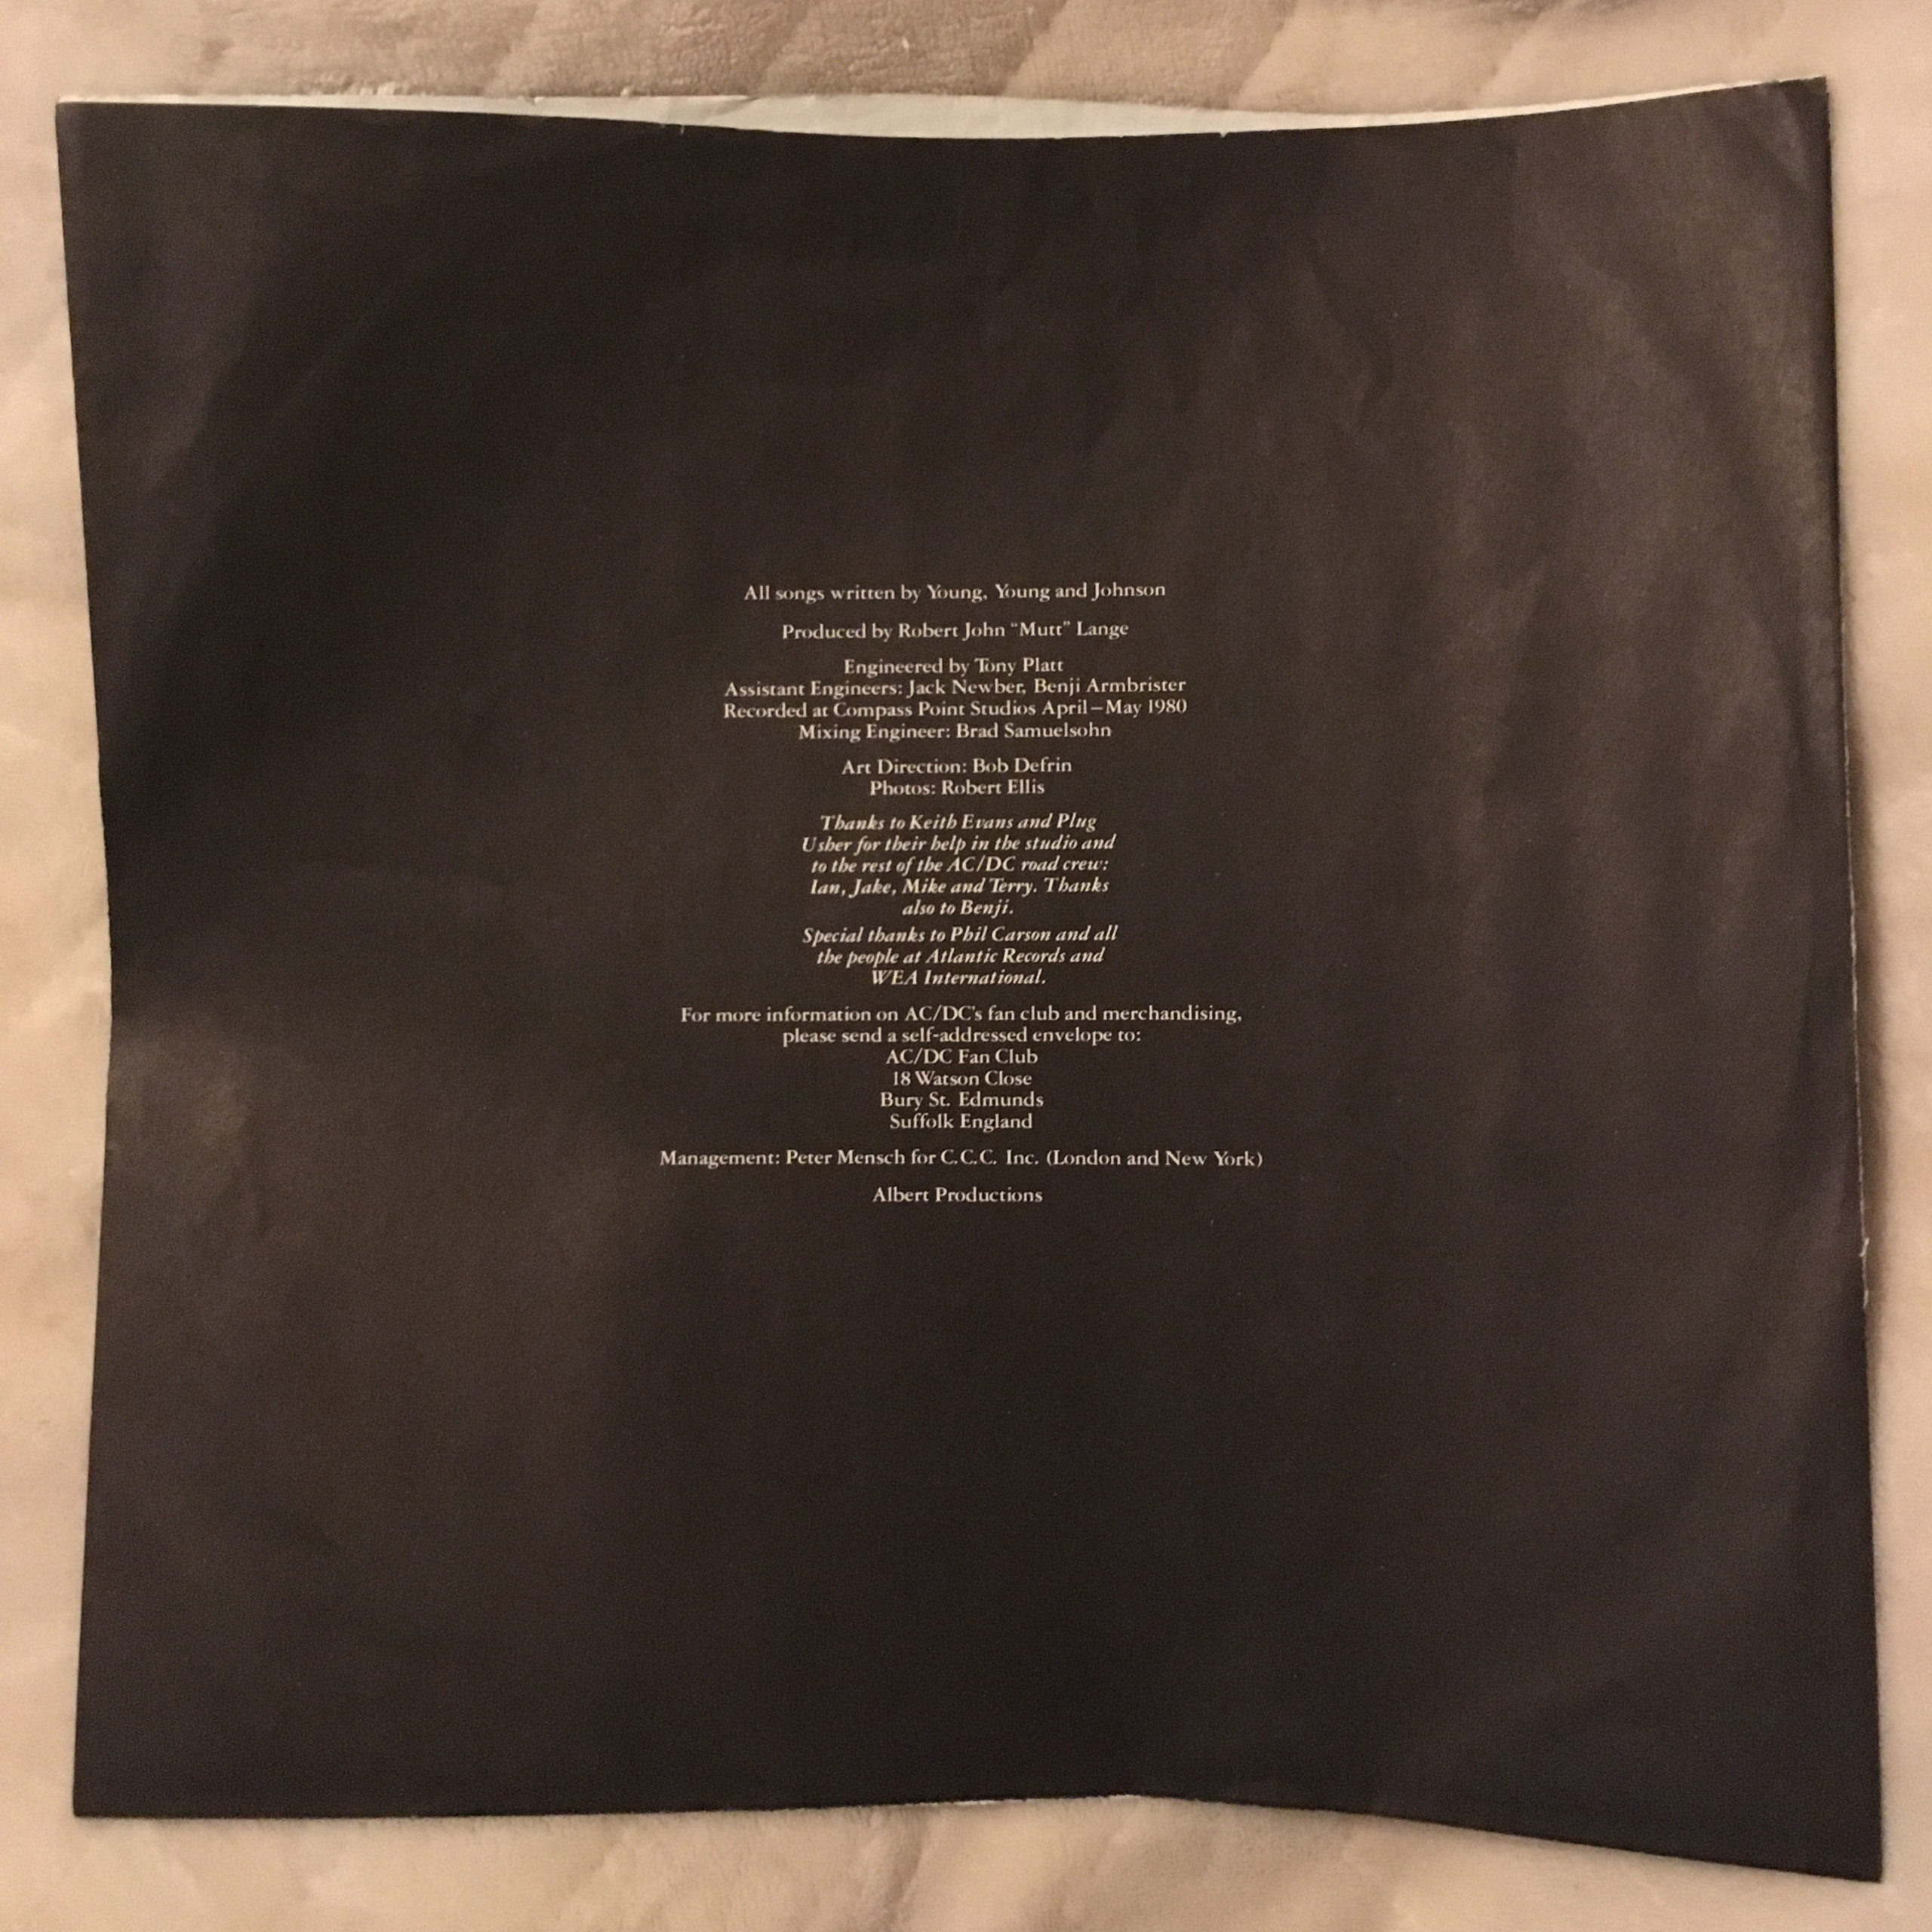 All songs written by Young, Young and Johnson
Produced by Robert John “Mutt” Lange
Engineered by Tony Platt
Assistant Engineers: Jack Newber, Benji Armbrister
Recorded at Compass Point Studios April–May 1980
Mixing Engineer: Brad Samuelsohn
Art Direction: Bob Defrin
Photos: Robert Ellis
Thanks to Keith Evans and Plug
Usher for their help in the studio and
to the rest of the AC/DC road crew:
Ian, Jake, Mike and Terry. Thanks
also to Benji.
Special thanks to Phil Carson and all
the people at Atlantic Records and
WEA International.
For more information on AC/DC's fan club and merchandising,
please send a self-addressed envelope to:
AC/DC Fan Club
18 Watson Close
Bury St. Edmunds
Suffolk England
Management: Peter Mensch for C.C.C. Inc. (London and New York)
Albert Productions